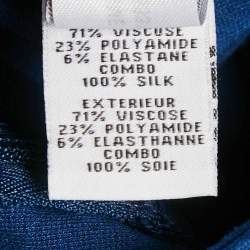 71% VISCOSE
23% POLYAMIDE
6% ELASTANE
COMBO
100% SILK
EXTERIEUR
71% VISCOSE
23% POLYAMIDE
6% ELASTHANNE
COMBO
100% SOIE